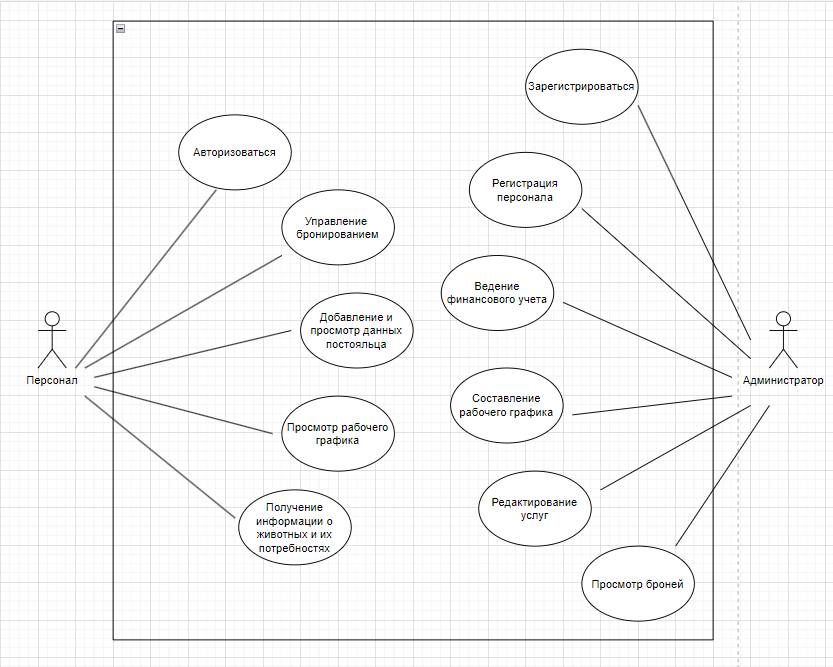 Зарегистрироваться
Авторизоваться
Регистрация
персонала
Управление
бронированием
Ведение
финансового учета
Добавление и
просмотр данных
постояльца
Персонал
Администратор
Составление
рабочего графика
Просмотр рабочего
графика
Редактирование
услуг
Получение
информации о
животных и их
потребностях
Просмотр броней